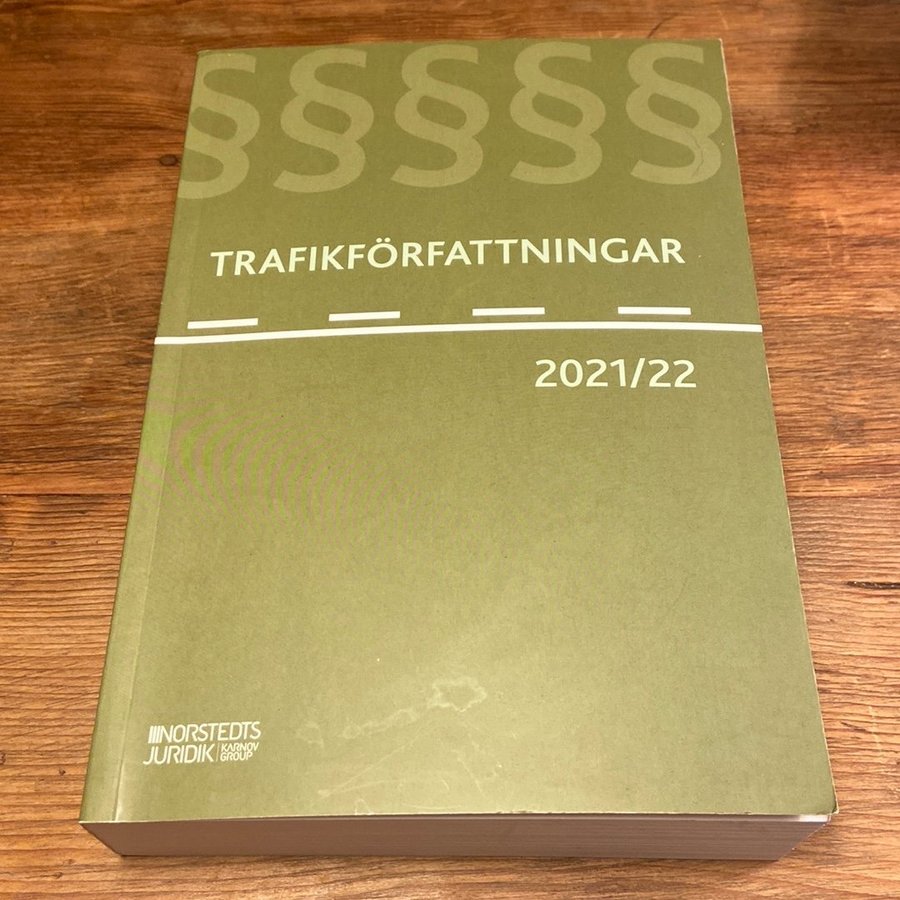 §§§§§
TRAFIKFÖRFATTNINGAR
2021/22
NORSTEDTS
JURIDIK
KARNOV
GROUP